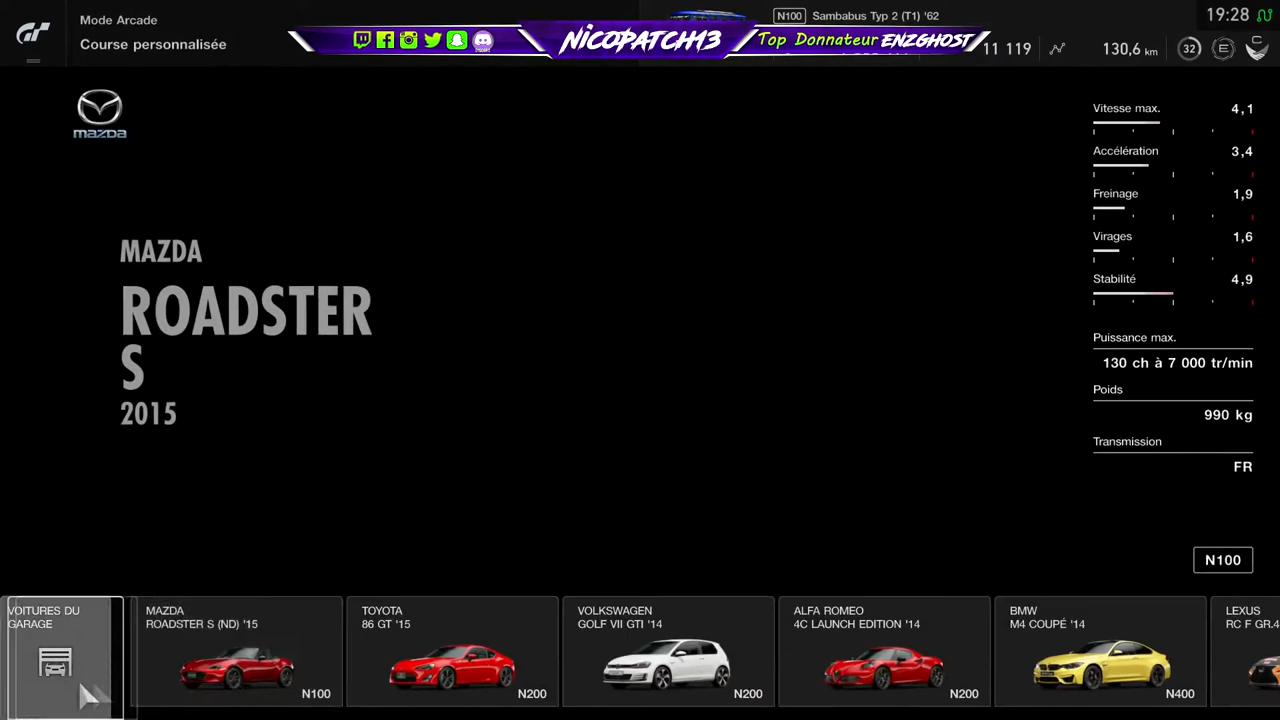 Mode Arcade
Course personnalisée
NICOPATCH13
Top Donnateur ENZGHOST
N100 Sambabus Typ 2 (T1) '62
11 119
130,6 km
32
E
C
19:28
mazda
MAZDA
ROADSTER
S
2015
Vitesse max. 4,1
Accélération 3,4
Freinage 1,9
Virages 1,6
Stabilité 4,9
Puissance max.
130 ch à 7 000 tr/min
Poids
990 kg
Transmission
FR
N100
VOITURES DU
GARAGE
MAZDA
ROADSTER S (ND) '15
N100
TOYOTA
86 GT '15
N200
VOLKSWAGEN
GOLF VII GTI '14
N200
ALFA ROMEO
4C LAUNCH EDITION '14
N200
BMW
M4 COUPÉ '14
N400
LEXUS
RC F GR.4